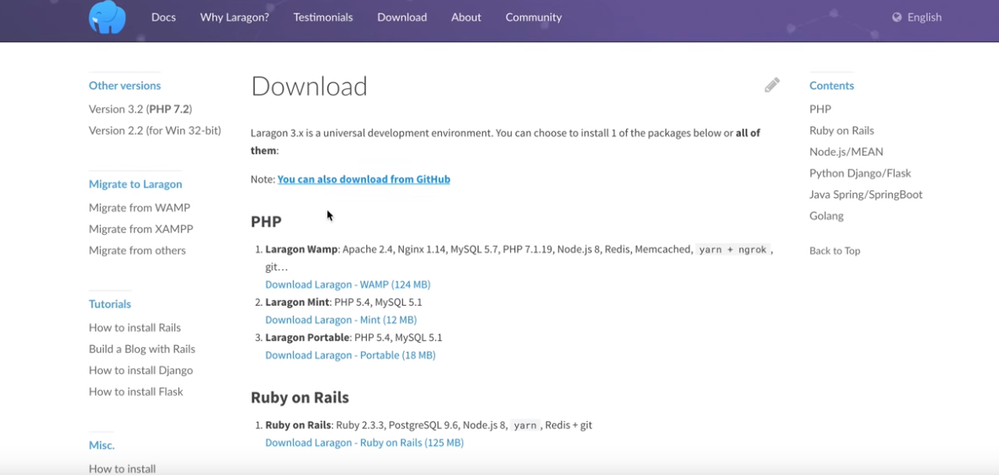 Docs Why Laragon? Testimonials Download About Community English
Other versions
Version 3.2 (PHP 7.2)
Version 2.2 (for Win 32-bit)
Migrate to Laragon
Migrate from WAMP
Migrate from XAMPP
Migrate from others
Tutorials
How to install Rails
Build a Blog with Rails
How to install Django
How to install Flask
Misc.
How to install
Download
Laragon 3.x is a universal development environment. You can choose to install 1 of the packages below or all of
them:
Note: You can also download from GitHub
PHP
1. Laragon Wamp: Apache 2.4, Nginx 1.14, MySQL 5.7, PHP 7.1.19, Node.js 8, Redis, Memcached, yarn + ngrok,
git...
Download Laragon - WAMP (124 MB)
2. Laragon Mint: PHP 5.4, MySQL 5.1
Download Laragon - Mint (12 MB)
3. Laragon Portable: PHP 5.4, MySQL 5.1
Download Laragon - Portable (18 MB)
Ruby on Rails
1. Ruby on Rails: Ruby 2.3.3, PostgreSQL 9.6, Node.js 8, yarn, Redis + git
Download Laragon - Ruby on Rails (125 MB)
Contents
PHP
Ruby on Rails
Node.js/MEAN
Python Django/Flask
Java Spring/SpringBoot
Golang
Back to Top